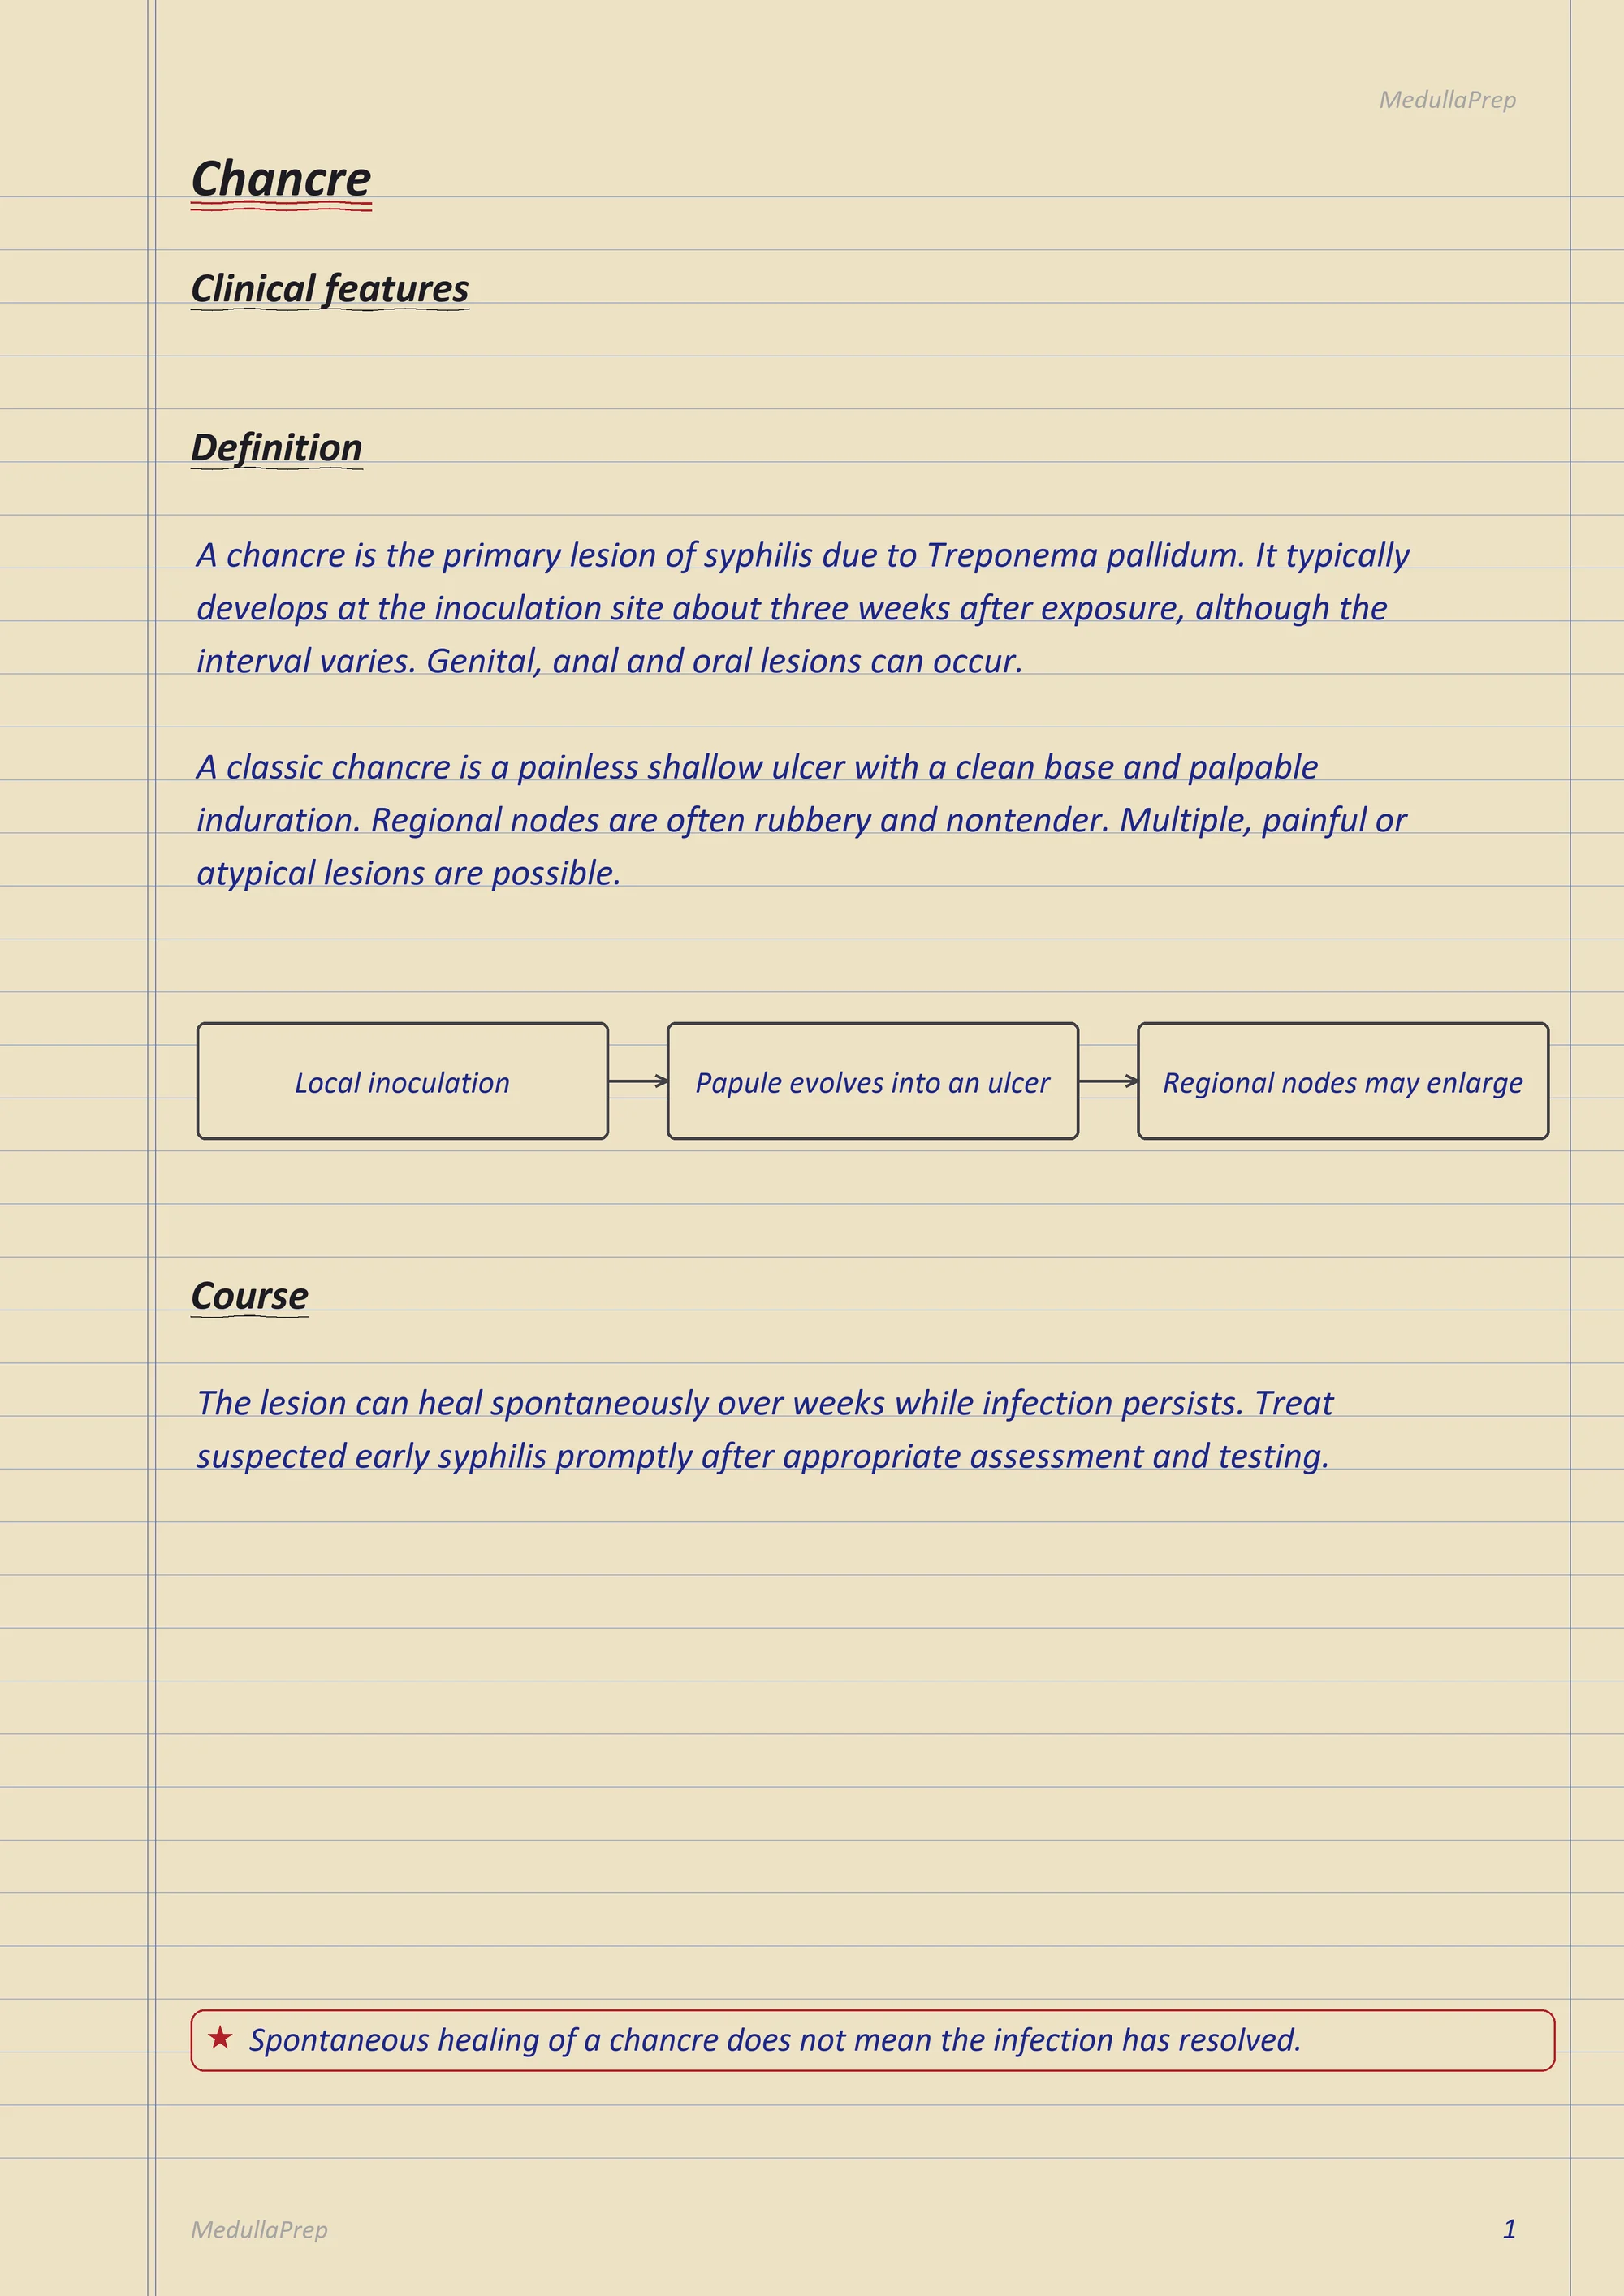 MedullaPrep
Chancre
Clinical features
Definition
A chancre is the primary lesion of syphilis due to Treponema pallidum. It typically
develops at the inoculation site about three weeks after exposure, although the
interval varies. Genital, anal and oral lesions can occur.
A classic chancre is a painless shallow ulcer with a clean base and palpable
induration. Regional nodes are often rubbery and nontender. Multiple, painful or
atypical lesions are possible.
Local inoculation
Papule evolves into an ulcer
Regional nodes may enlarge
Course
The lesion can heal spontaneously over weeks while infection persists. Treat
suspected early syphilis promptly after appropriate assessment and testing.
★ Spontaneous healing of a chancre does not mean the infection has resolved.
MedullaPrep
1